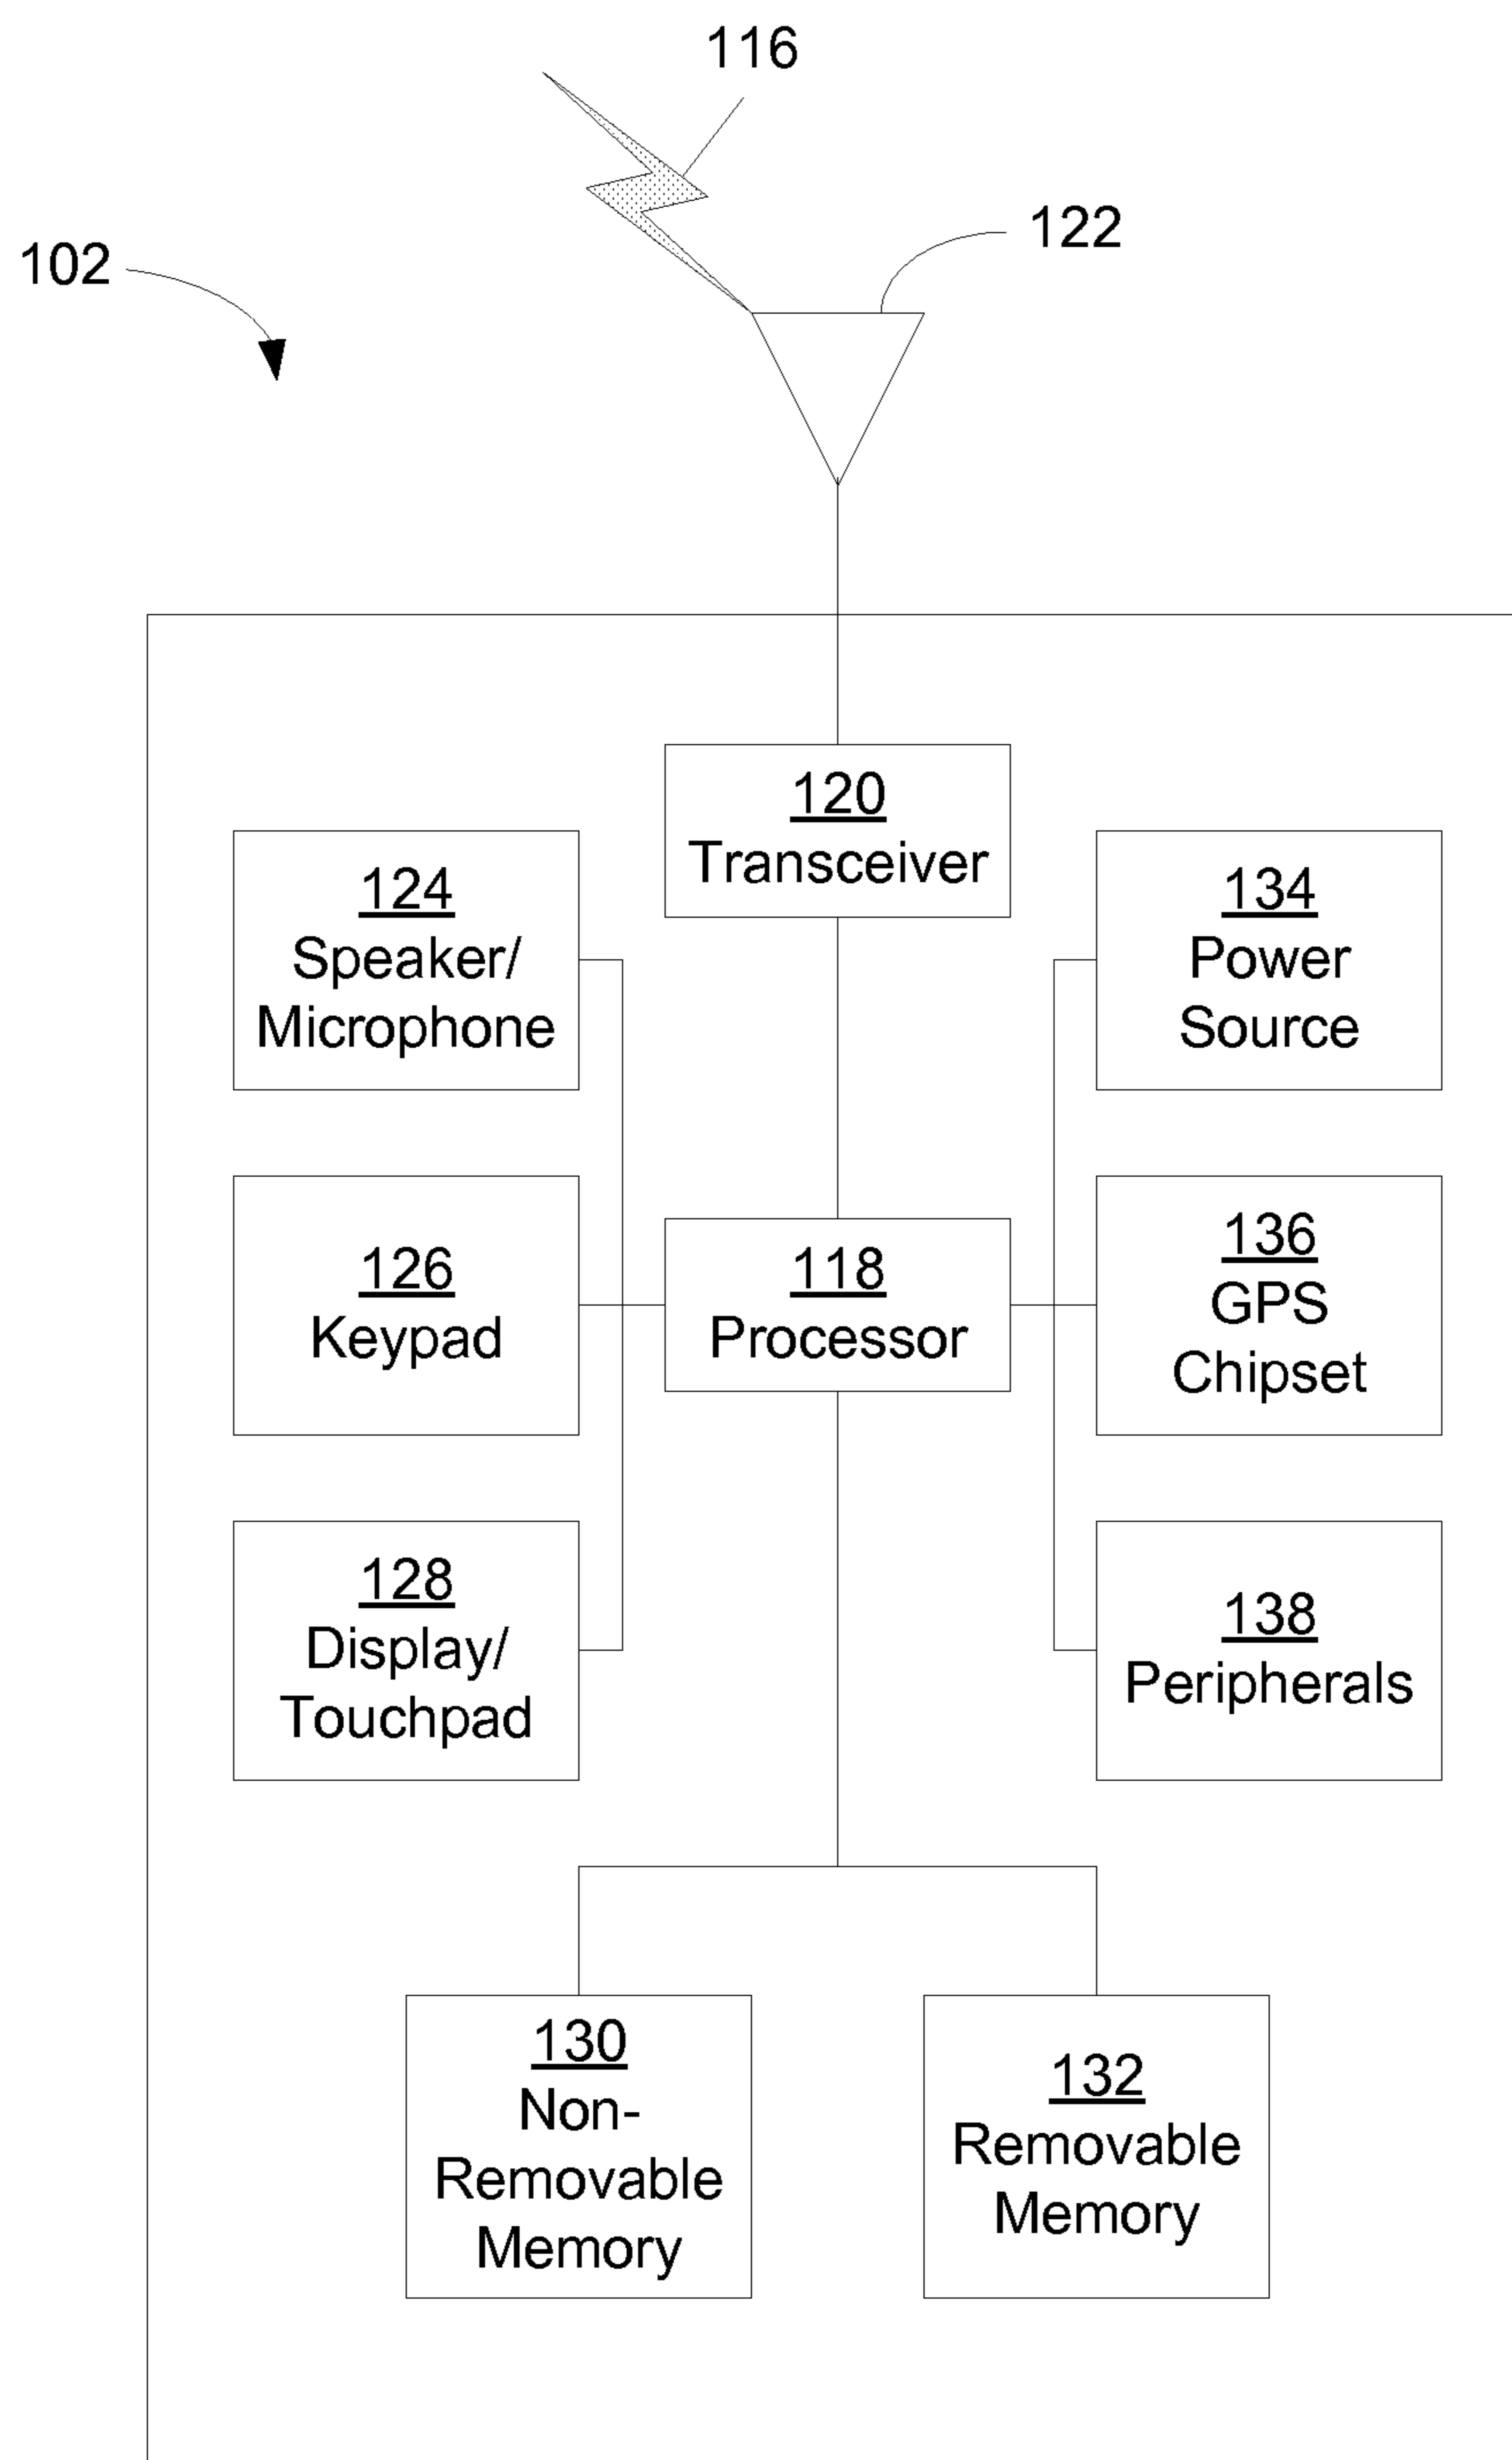 116
122
102
120
Transceiver
124
Speaker/
Microphone
134
Power
Source
126
Keypad
118
Processor
136
GPS
Chipset
128
Display/
Touchpad
138
Peripherals
130
Non-
Removable
Memory
132
Removable
Memory